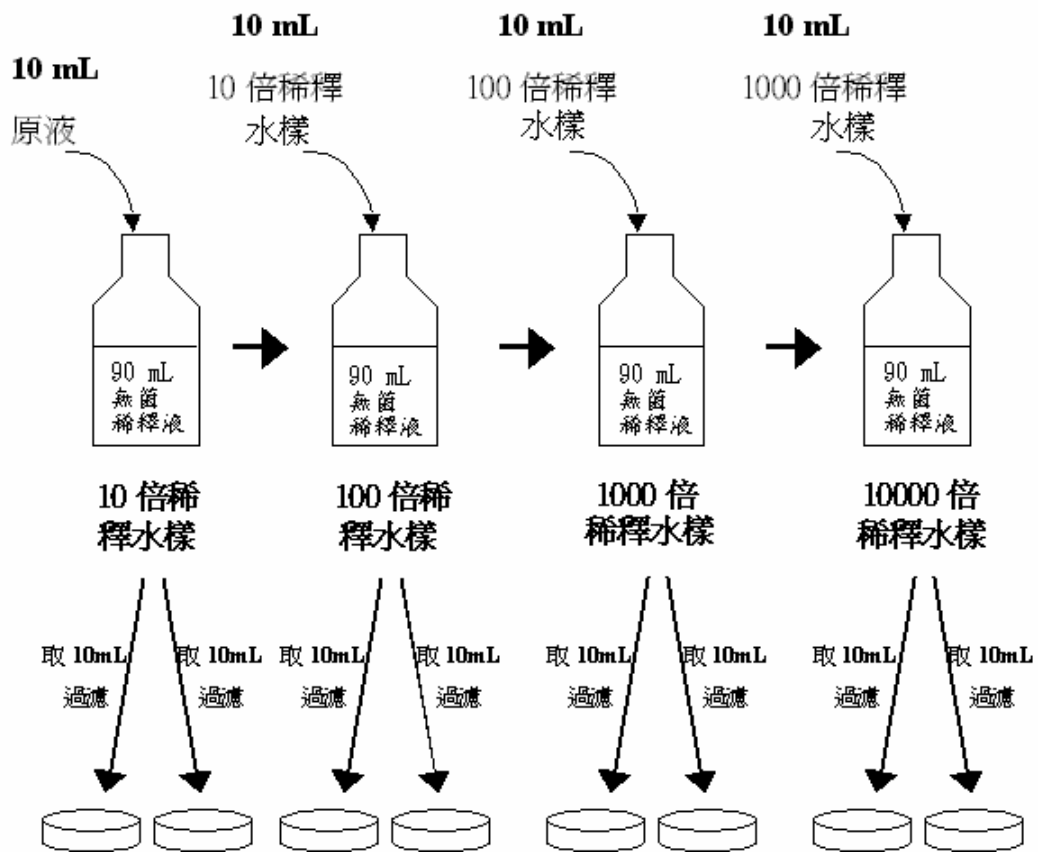 10 mL
原液
10 mL
10 倍稀釋
水樣
10 mL
100 倍稀釋
水樣
10 mL
1000 倍稀釋
水樣
90 mL
無菌
稀釋液
90 mL
無菌
稀釋液
90 mL
無菌
稀釋液
90 mL
無菌
稀釋液
10 倍稀
釋水樣
100 倍稀
釋水樣
1000 倍
稀釋水樣
10000 倍
稀釋水樣
取 10mL
過濾
取 10mL
過濾
取 10mL
過濾
取 10mL
過濾
取 10mL
過濾
取 10mL
過濾
取 10mL
過濾
取 10mL
過濾